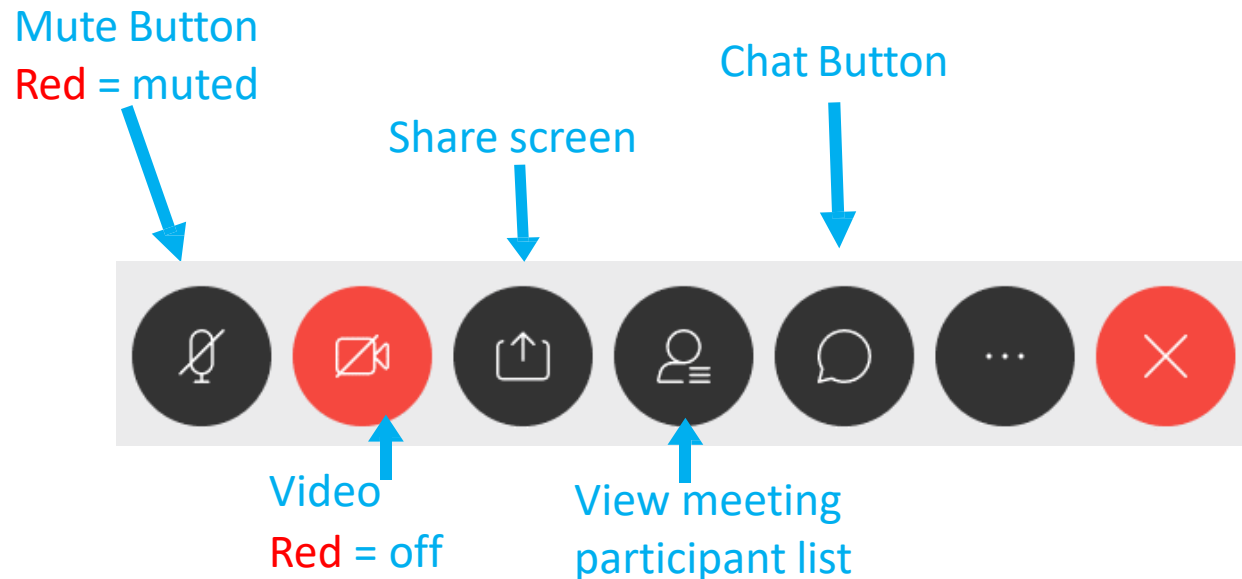 Mute Button
Red = muted
Share screen
Chat Button
Video
Red = off
View meeting
participant list